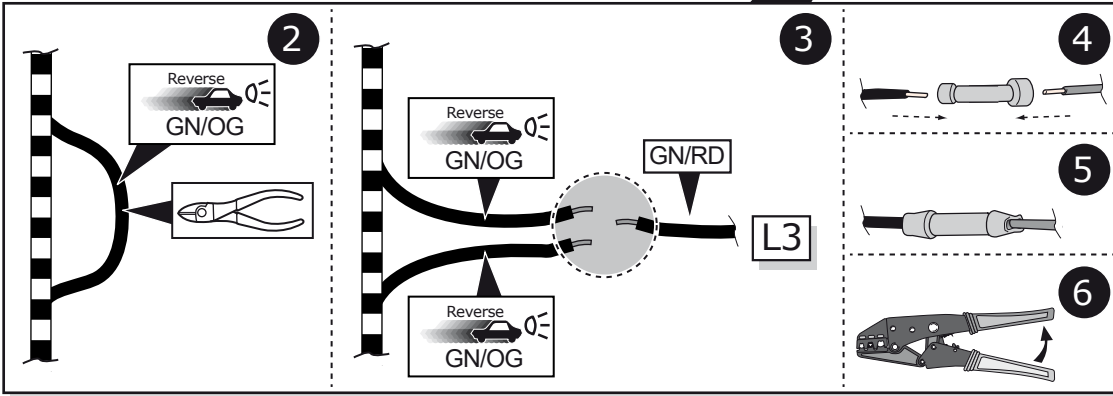 2
Reverse
GN/OG
3
Reverse
GN/OG
GN/RD
L3
Reverse
GN/OG
4
5
6